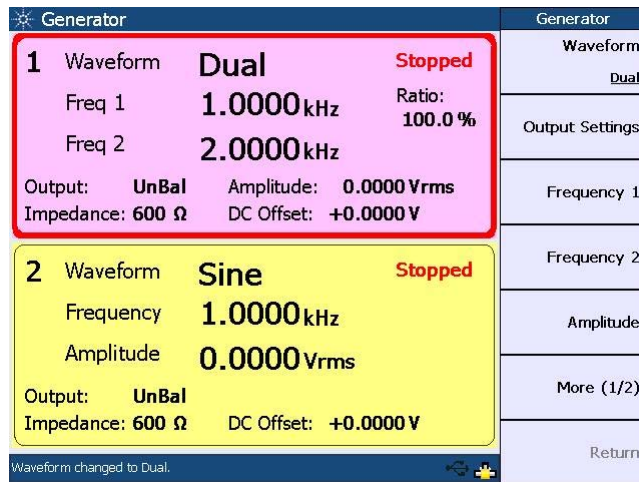 Generator
1 Waveform Dual Stopped
Freq 1 1.0000 kHz Ratio:
100.0 %
Freq 2 2.0000 kHz
Output: UnBal Amplitude: 0.0000 Vrms
Impedance: 600 Ω DC Offset: +0.0000 V
2 Waveform Sine Stopped
Frequency 1.0000 kHz
Amplitude 0.0000 Vrms
Output: UnBal
Impedance: 600 Ω DC Offset: +0.0000 V
Waveform changed to Dual.
Generator
Waveform
Dual
Output Settings
Frequency 1
Frequency 2
Amplitude
More (1/2)
Return